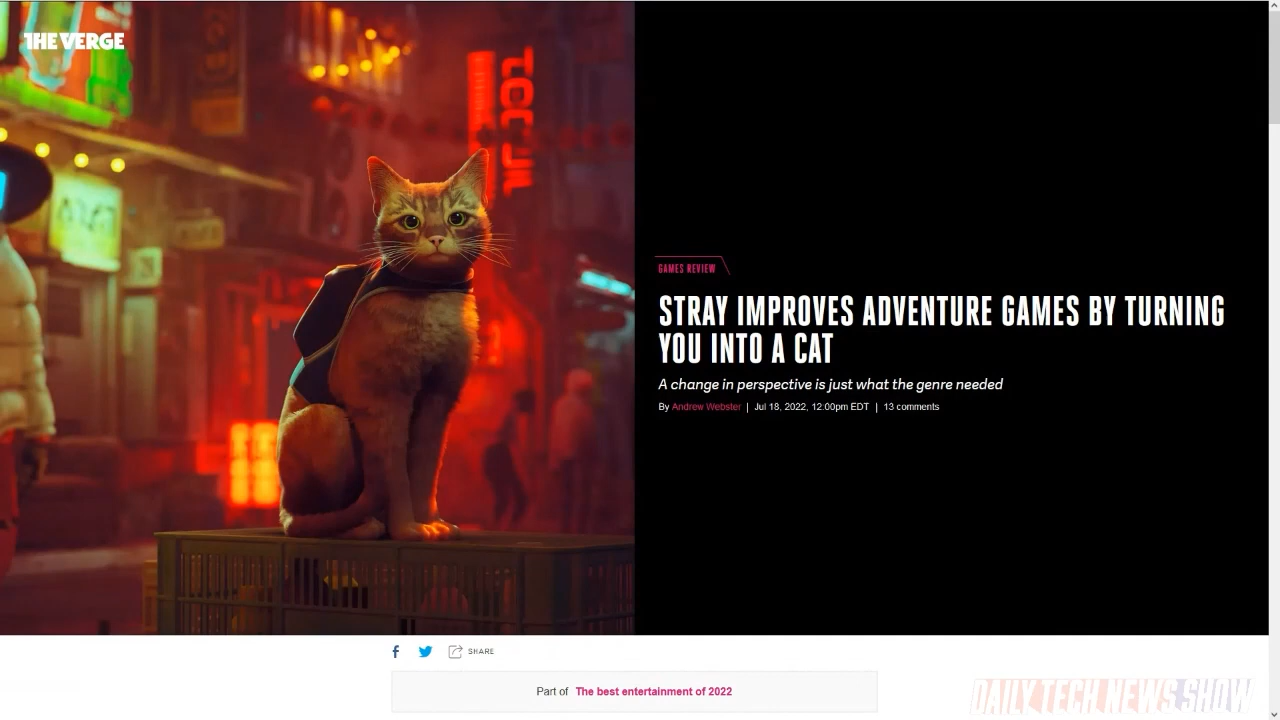 THE VERGE
GAMES REVIEW
STRAY IMPROVES ADVENTURE GAMES BY TURNING
YOU INTO A CAT
A change in perspective is just what the genre needed
By Andrew Webster | Jul 18, 2022, 12:00pm EDT | 13 comments
SHARE
Part of The best entertainment of 2022
DAILY TECH NEWS SHOW